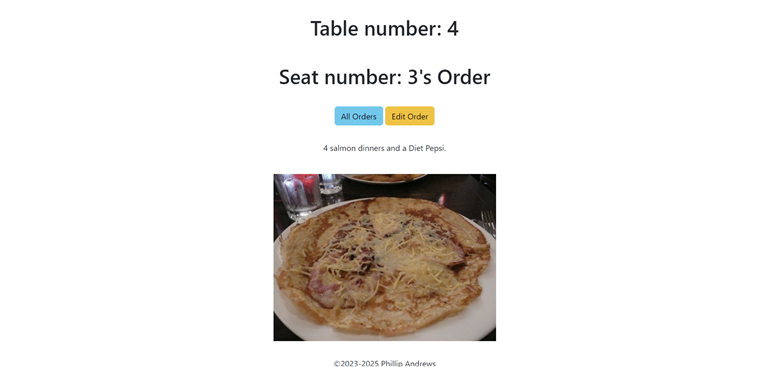 Table number: 4
Seat number: 3's Order
All Orders
Edit Order
4 salmon dinners and a Diet Pepsi.
©2023-2025 Phillip Andrews